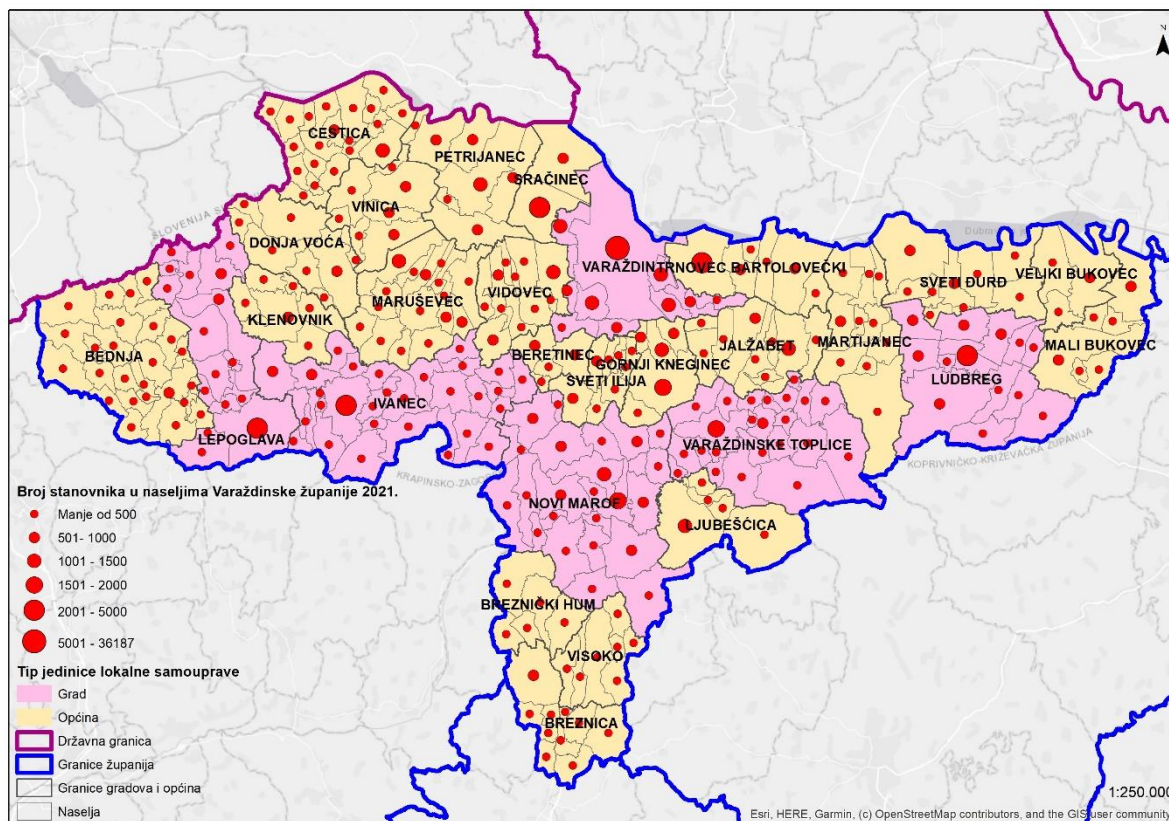 N
CESTICA
PETRIJANEC
SRAČINEC
VINICA
SLOVENIJA
DONJA VOĆA
VARAŽDIN
TRNOVEC BARTOLOVEČKI
SVETI ĐURĐ
VELIKI BUKOVEC
MARUŠEVEC
VIDOVEC
KLENOVNIK
BEDNJA
BERETINEC
GORNJI KNEGINEC
JALŽABET
MARTIJANEC
MALI BUKOVEC
SVETI ILIJA
LUDBREG
IVANEC
LEPOGLAVA
VARAŽDINSKE TOPLICE
KOPRIVNIČKO-KRIŽEVAČKA ŽUPANIJA
KRAPINSKO-ZAGO
NOVI MAROF
LJUBEŠĆICA
BREZNIČKI HUM
VISOKO
BREZNICA
Broj stanovnika u naseljima Varaždinske županije 2021.
Manje od 500
501- 1000
1001 - 1500
1501 - 2000
2001 - 5000
5001 - 36187
Tip jedinice lokalne samouprave
Grad
Općina
Državna granica
Granice županija
Granice gradova i općina
Naselja
1:250.000
Esri, HERE, Garmin, (c) OpenStreetMap contributors, and the GIS user community